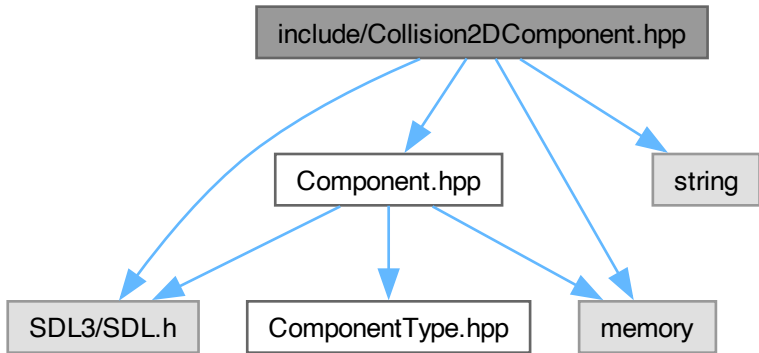 include/Collision2DComponent.hpp
Component.hpp
string
SDL3/SDL.h
ComponentType.hpp
memory